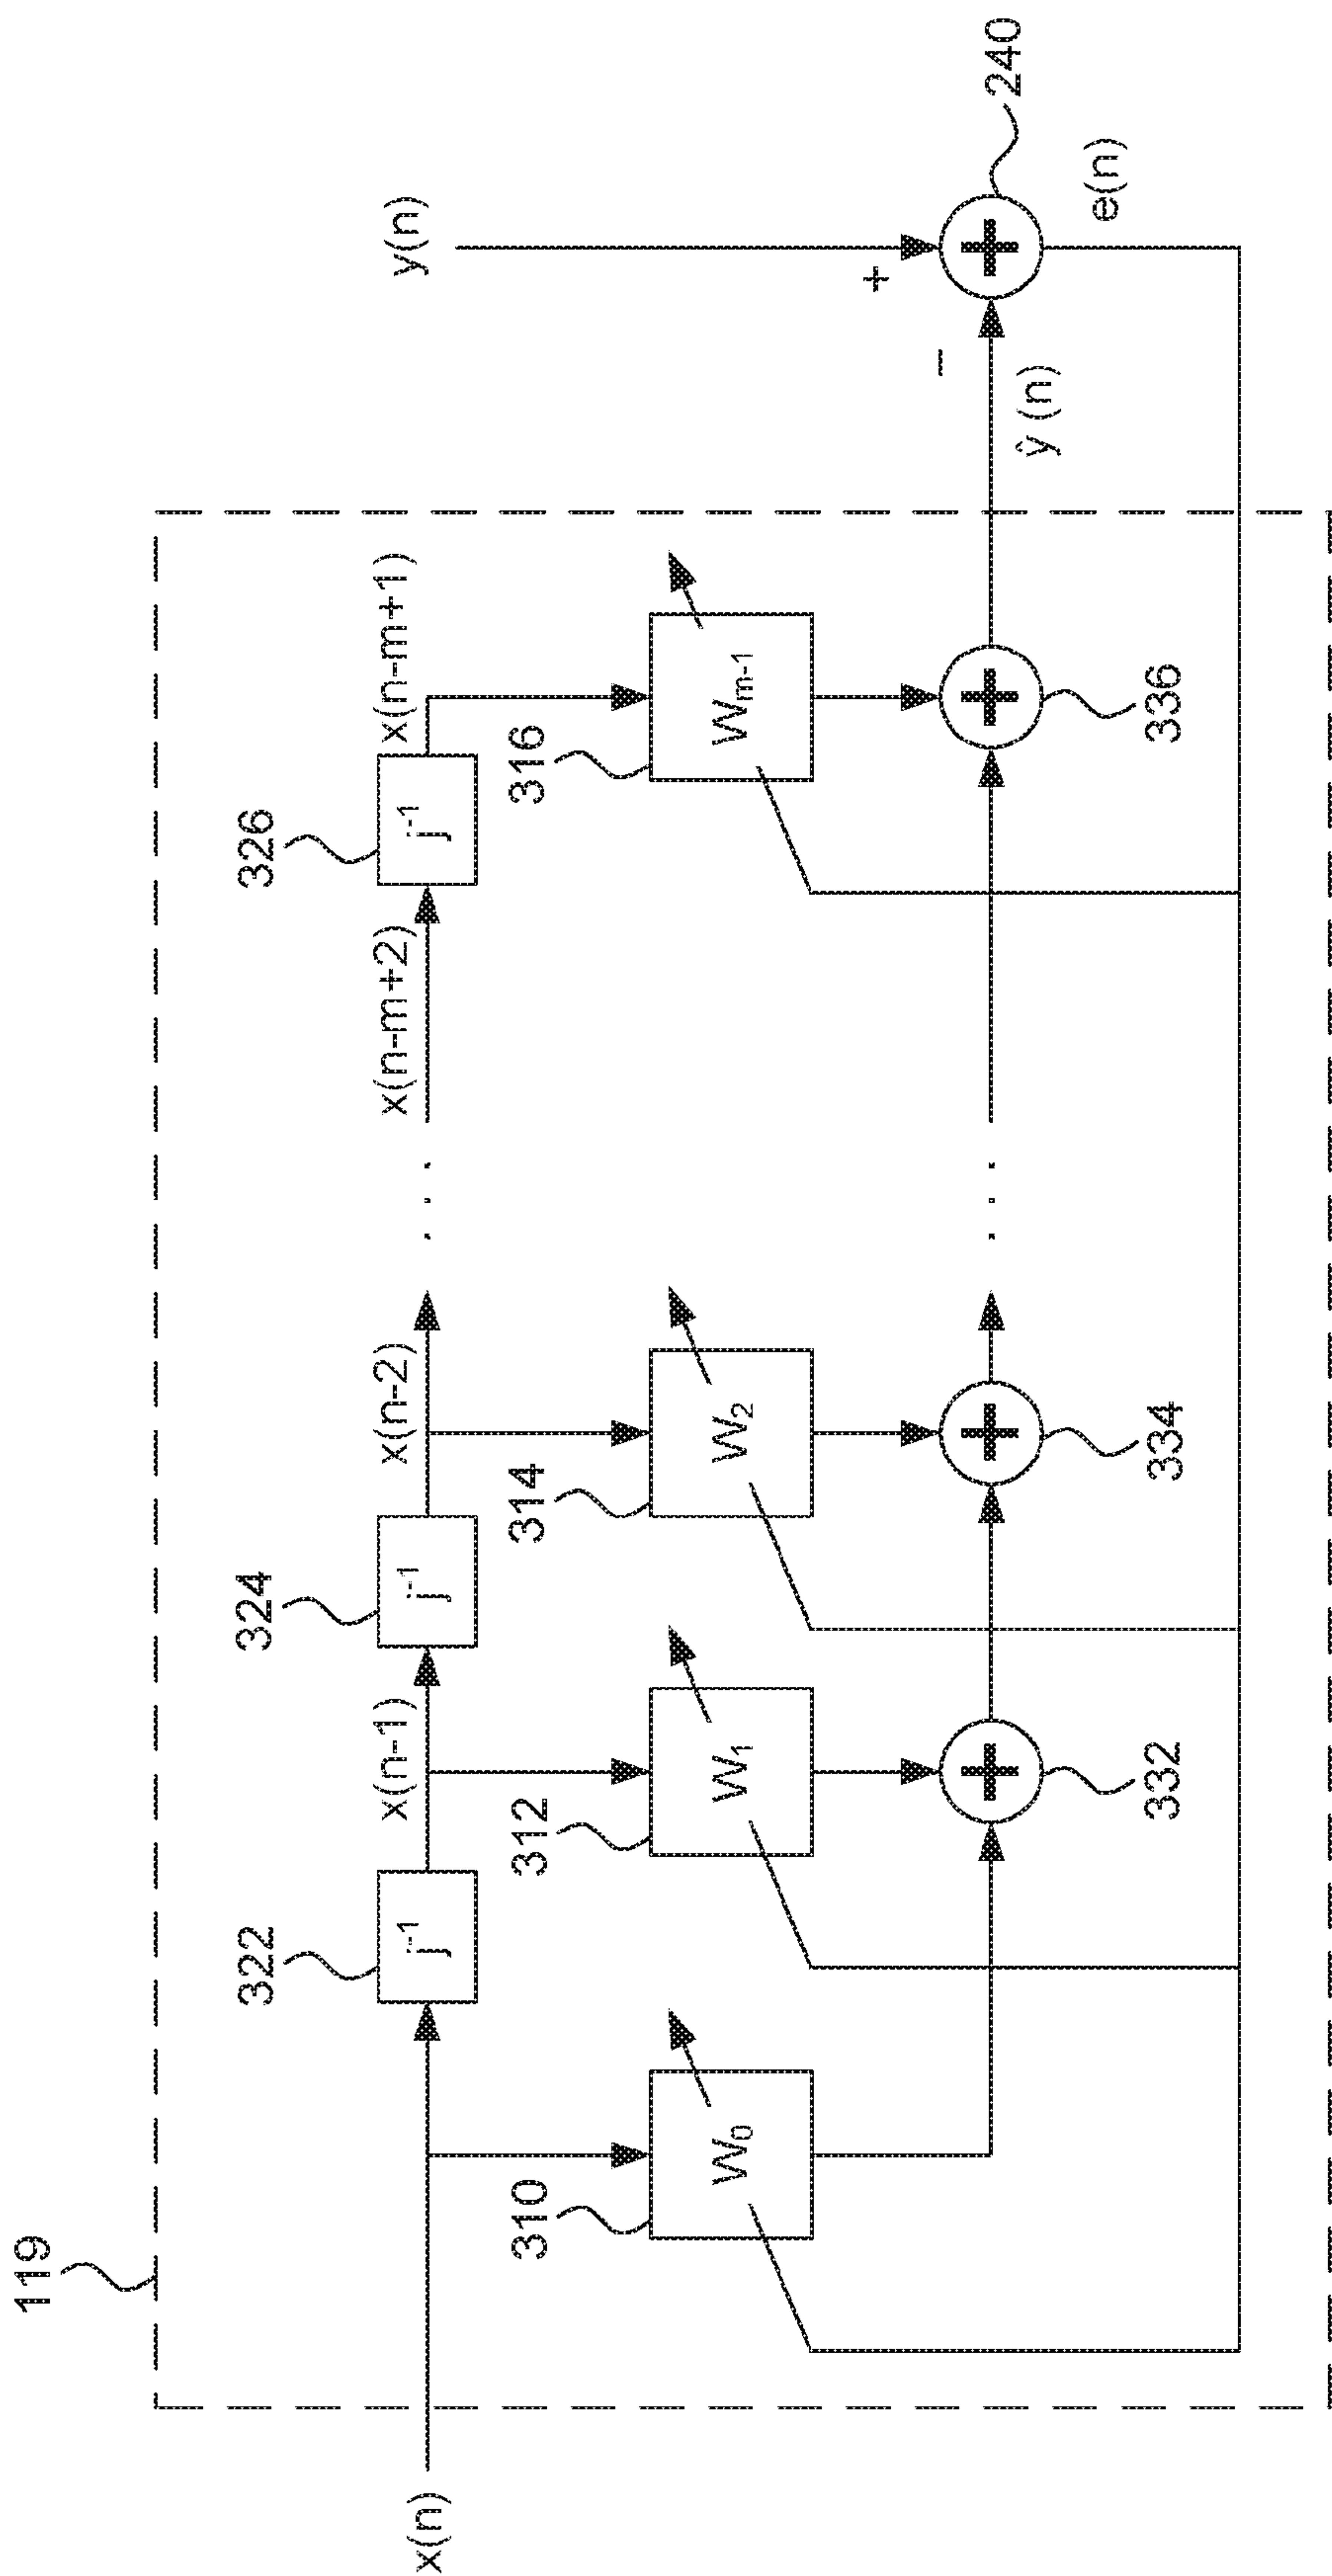 119
x(n)
322
j-1
x(n-1)
324
j-1
x(n-2)
. . .
x(n-m+2)
326
j-1
x(n-m+1)
y(n)
310
W0
312
W1
314
W2
316
Wm-1
+
−
332
+
334
+
. . .
336
+
ŷ (n)
+
240
e(n)